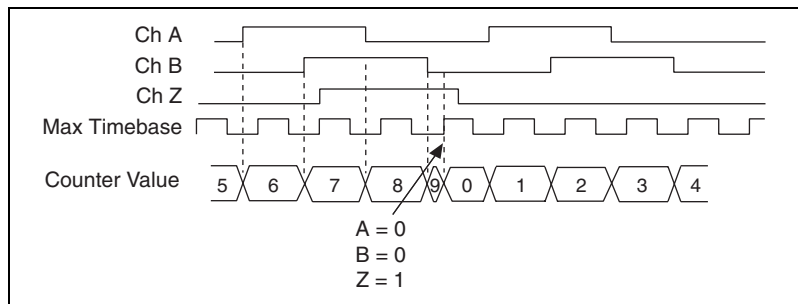 Ch A
Ch B
Ch Z
Max Timebase
Counter Value 5 6 7 8 9 0 1 2 3 4
A = 0
B = 0
Z = 1